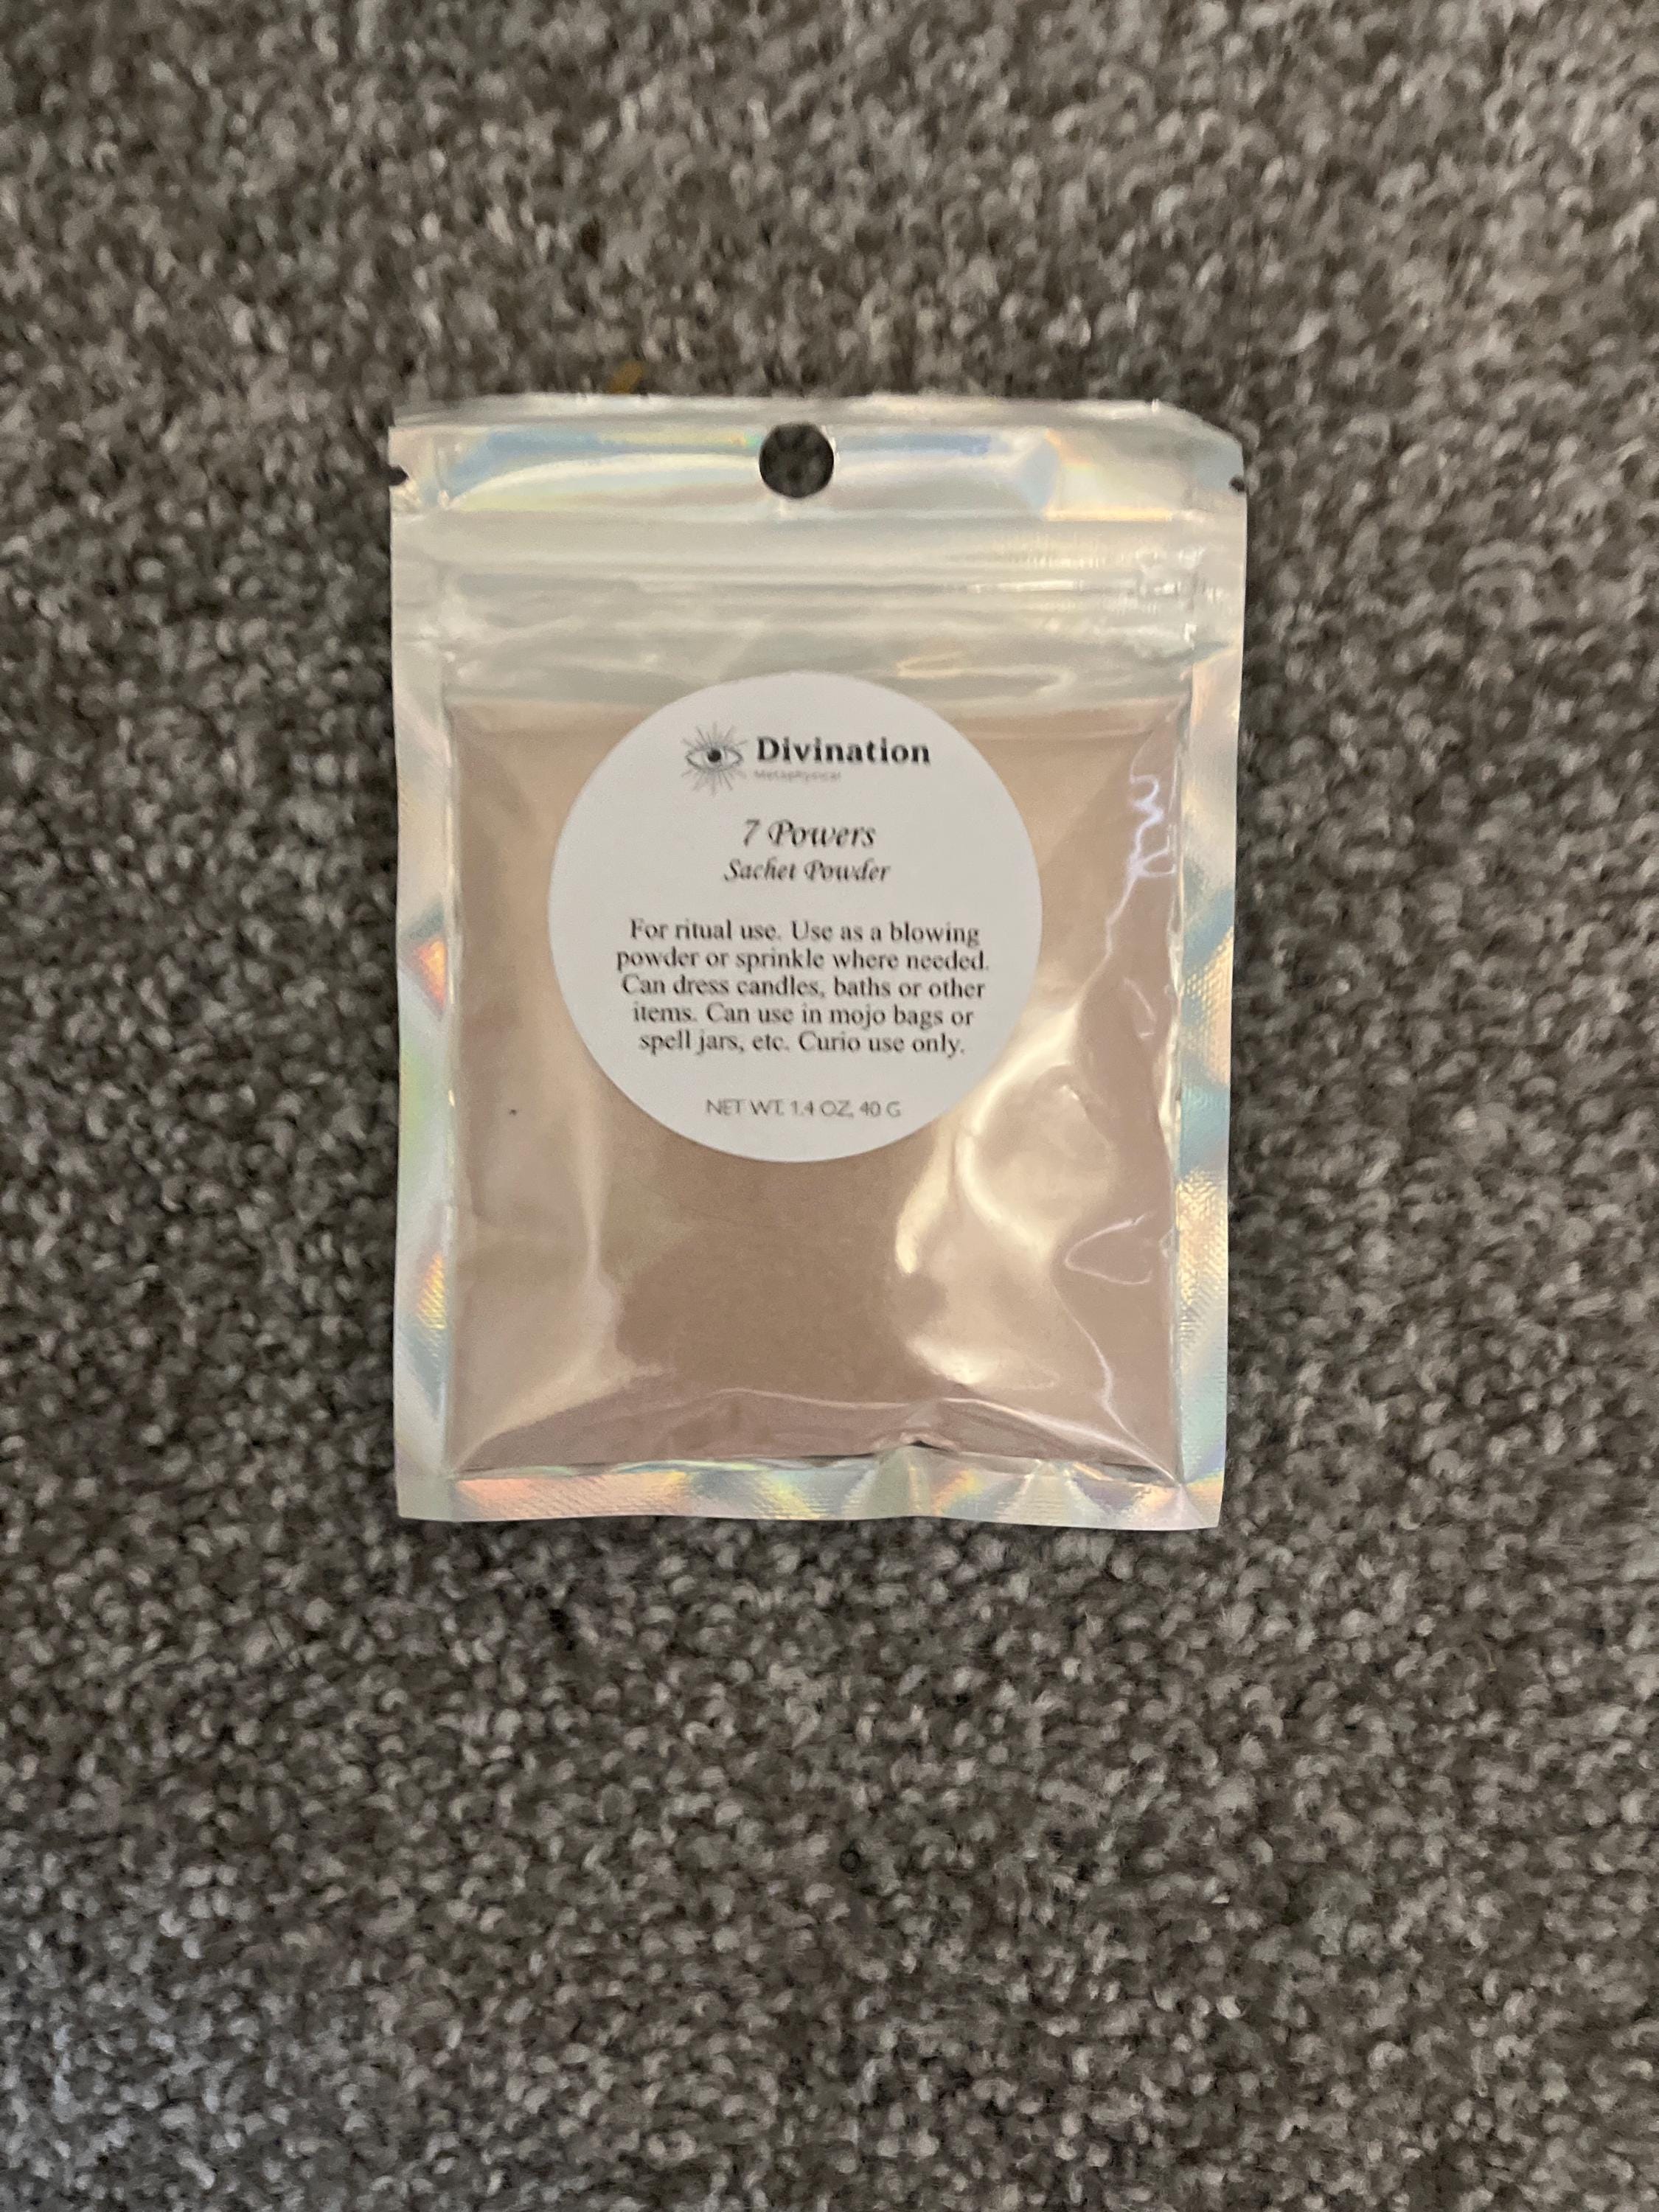 Divination
Metaphysical
7 Powers
Sachet Powder
For ritual use. Use as a blowing
powder or sprinkle where needed.
Can dress candles, baths or other
items. Can use in mojo bags or
spell jars, etc. Curio use only.
NET WT. 1.4 OZ, 40 G